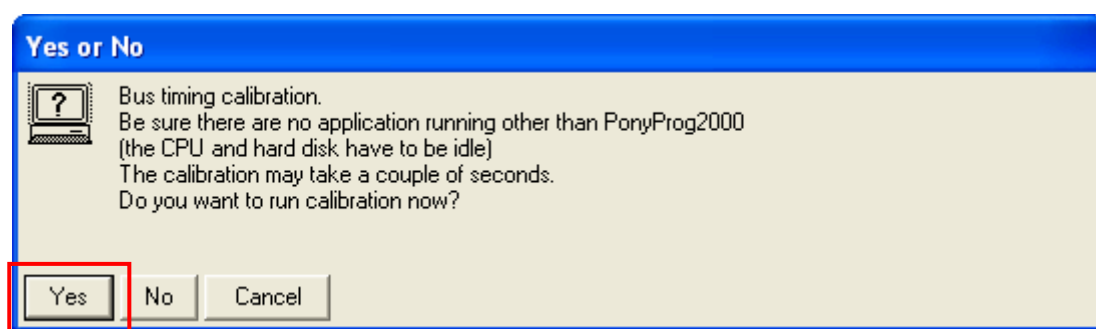 Yes or No
?
Bus timing calibration.
Be sure there are no application running other than PonyProg2000
(the CPU and hard disk have to be idle)
The calibration may take a couple of seconds.
Do you want to run calibration now?
Yes No Cancel